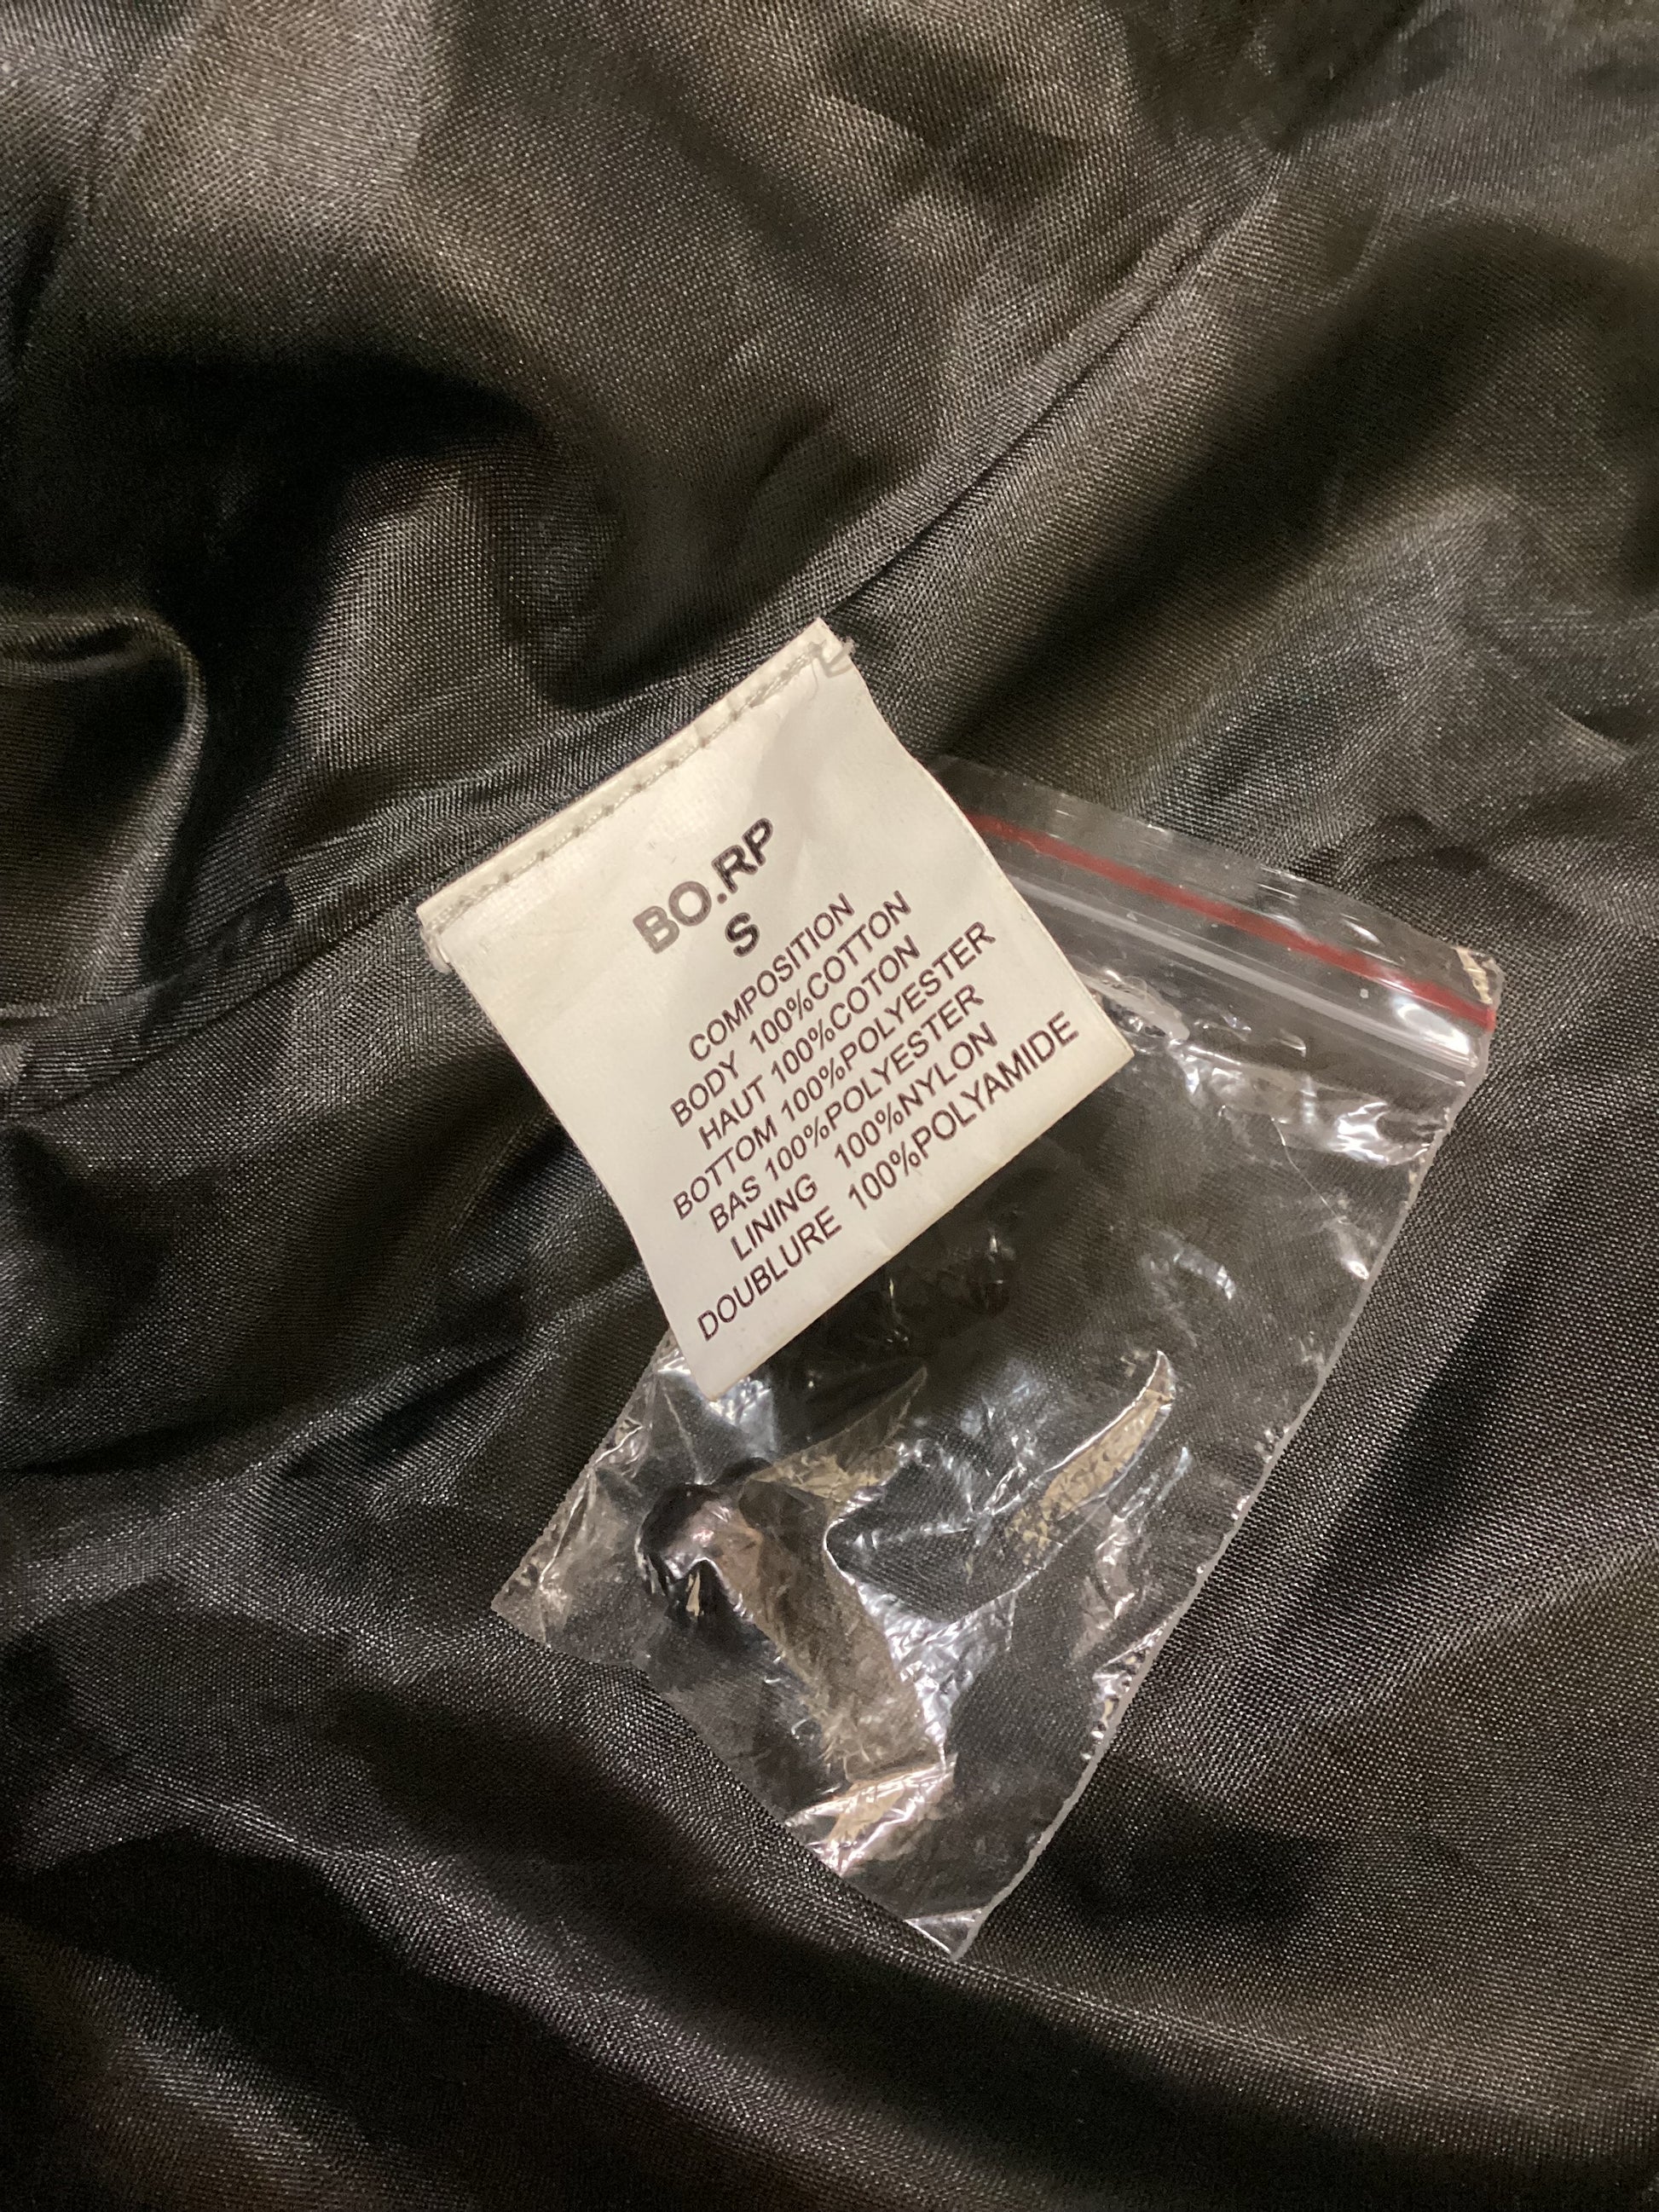 BO.RP
S
COMPOSITION
BODY 100%COTTON
HAUT 100%COTON
BOTTOM 100%POLYESTER
BAS 100%POLYESTER
LINING 100%NYLON
DOUBLURE 100%POLYAMIDE